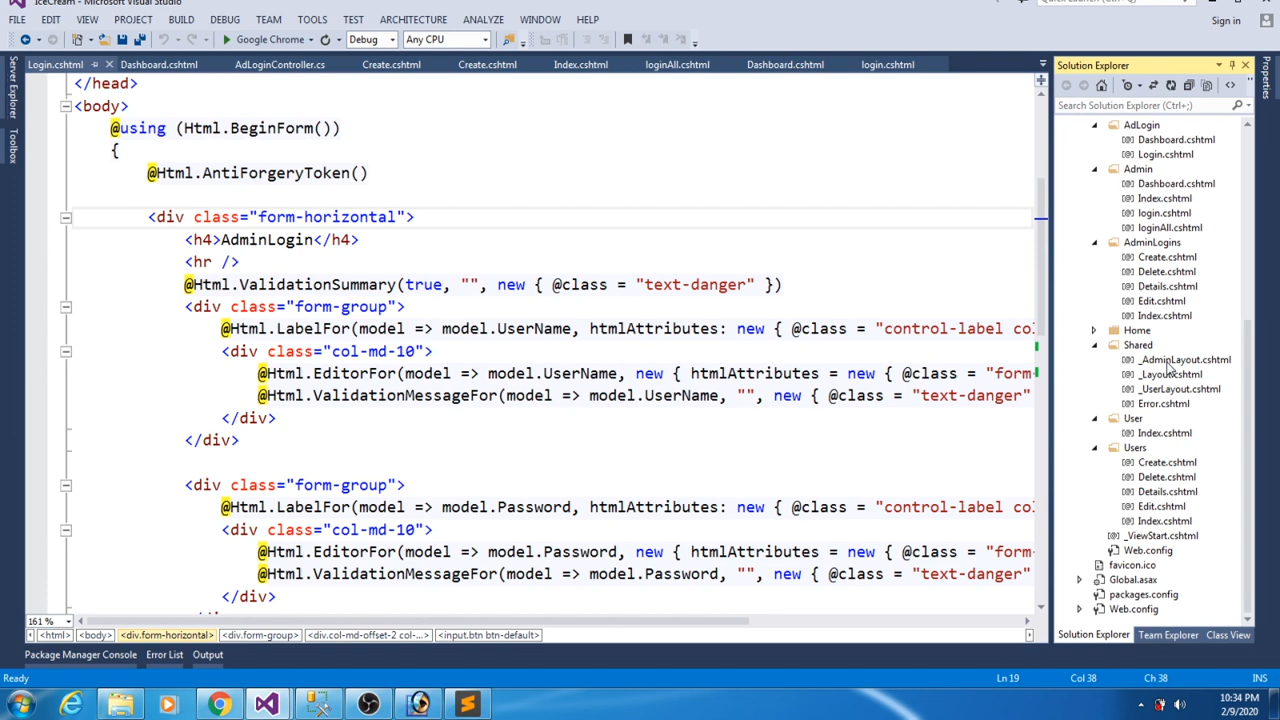 IceCream - Microsoft Visual Studio
Quick Launch (Ctrl+Q)
FILE EDIT VIEW PROJECT BUILD DEBUG TEAM TOOLS TEST ARCHITECTURE ANALYZE WINDOW HELP
Sign in
Google Chrome Debug Any CPU
Server Explorer
Toolbox
Login.cshtml Dashboard.cshtml AdLoginController.cs Create.cshtml Create.cshtml Index.cshtml loginAll.cshtml Dashboard.cshtml login.cshtml
</head>
<body>
@using (Html.BeginForm())
{
@Html.AntiForgeryToken()
<div class="form-horizontal">
<h4>AdminLogin</h4>
<hr />
@Html.ValidationSummary(true, "", new { @class = "text-danger" })
<div class="form-group">
@Html.LabelFor(model => model.UserName, htmlAttributes: new { @class = "control-label co
<div class="col-md-10">
@Html.EditorFor(model => model.UserName, new { htmlAttributes = new { @class = "form-
@Html.ValidationMessageFor(model => model.UserName, "", new { @class = "text-danger"
</div>
</div>
<div class="form-group">
@Html.LabelFor(model => model.Password, htmlAttributes: new { @class = "control-label co
<div class="col-md-10">
@Html.EditorFor(model => model.Password, new { htmlAttributes = new { @class = "form-
@Html.ValidationMessageFor(model => model.Password, "", new { @class = "text-danger"
</div>
161 %
<html> <body> <div.form-horizontal> <div.form-group> <div.col-md-offset-2 col-...> <input.btn btn-default>
Package Manager Console Error List Output
Solution Explorer
Search Solution Explorer (Ctrl+;)
AdLogin
Dashboard.cshtml
Login.cshtml
Admin
Dashboard.cshtml
Index.cshtml
login.cshtml
loginAll.cshtml
AdminLogins
Create.cshtml
Delete.cshtml
Details.cshtml
Edit.cshtml
Index.cshtml
Home
Shared
_AdminLayout.cshtml
_Layout.cshtml
_UserLayout.cshtml
Error.cshtml
User
Index.cshtml
Users
Create.cshtml
Delete.cshtml
Details.cshtml
Edit.cshtml
Index.cshtml
_ViewStart.cshtml
Web.config
favicon.ico
Global.asax
packages.config
Web.config
Solution Explorer Team Explorer Class View
Properties
Ready Ln 19 Col 38 Ch 38 INS
10:34 PM
2/9/2020